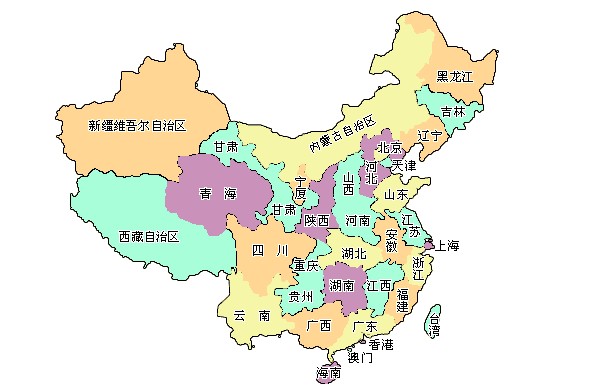 黑龙江
吉林
辽宁
新疆维吾尔自治区
内蒙古自治区
甘肃
北京
天津
河北
山西
宁夏
青海
山东
甘肃
陕西
河南
江苏
西藏自治区
安徽
上海
四川
湖北
重庆
浙江
湖南
江西
贵州
福建
云南
广西
广东
台湾
香港
澳门
海南